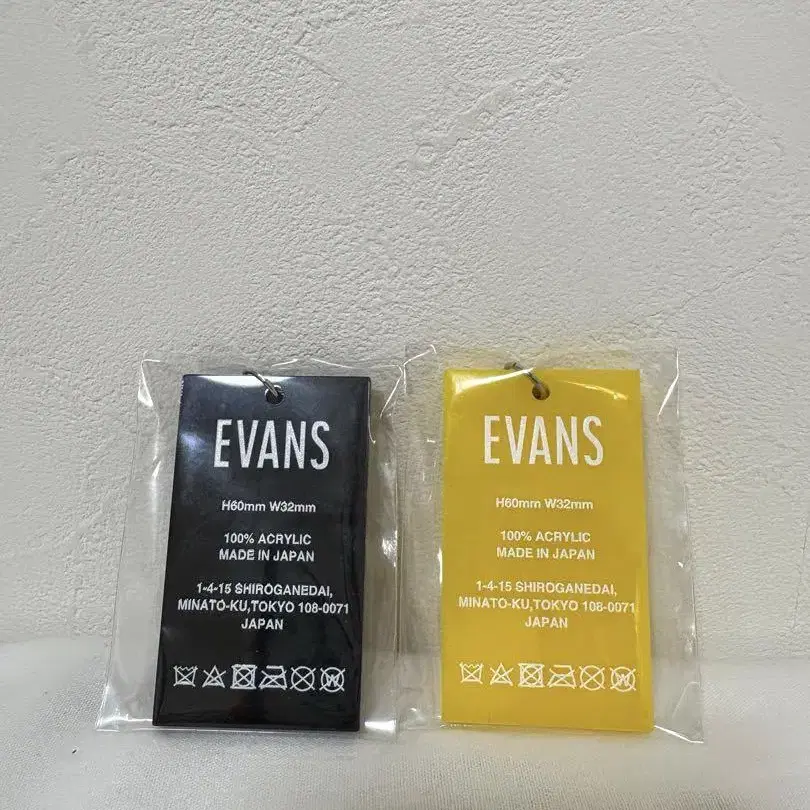 EVANS
H60mm W32mm
100% ACRYLIC
MADE IN JAPAN
1-4-15 SHIROGANEDAI,
MINATO-KU,TOKYO 108-0071
JAPAN
EVANS
H60mm W32mm
100% ACRYLIC
MADE IN JAPAN
1-4-15 SHIROGANEDAI,
MINATO-KU,TOKYO 108-0071
JAPAN